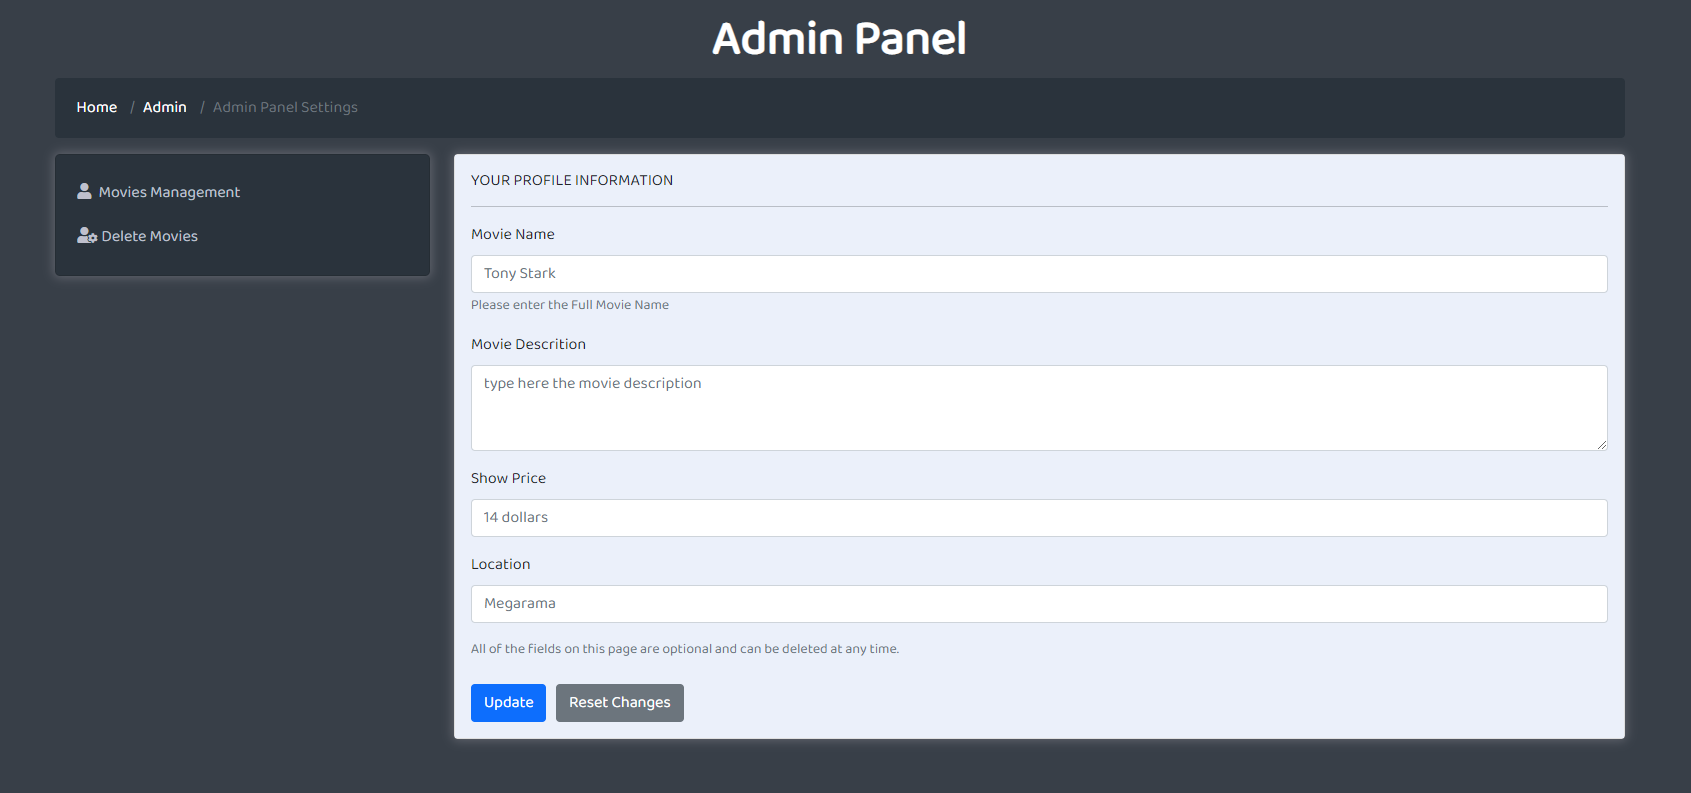 Admin Panel
Home / Admin / Admin Panel Settings
Movies Management
Delete Movies
YOUR PROFILE INFORMATION
Movie Name
Tony Stark
Please enter the Full Movie Name
Movie Descrition
type here the movie description
Show Price
14 dollars
Location
Megarama
All of the fields on this page are optional and can be deleted at any time.
Update Reset Changes